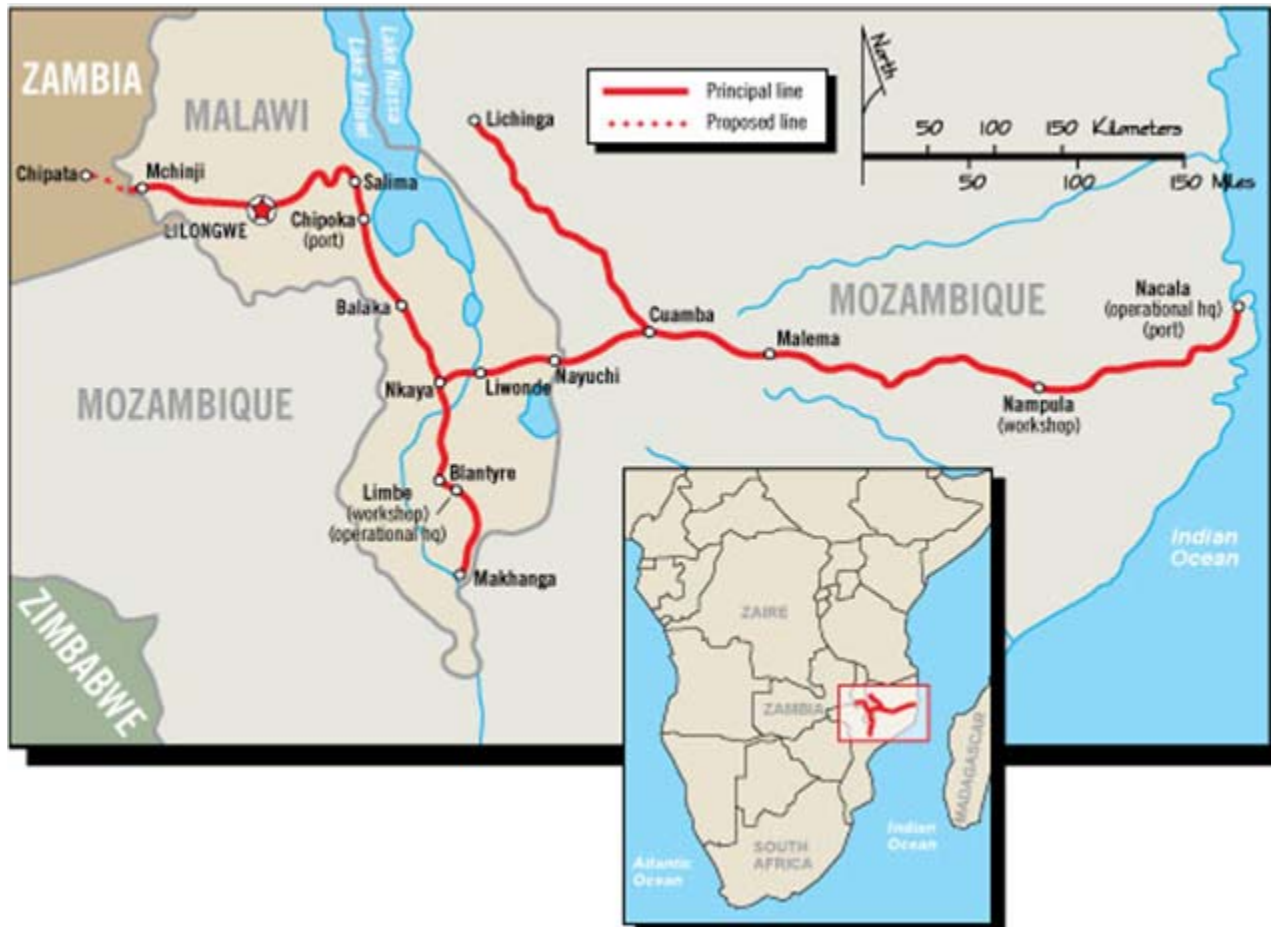 ZAMBIA
MALAWI
Lake Niassa
Lake Malawi
Lichinga
Principal line
Proposed line
North
50 100 150 Kilometers
50 100 150 Miles
Chipata
Mchinji
LILONGWE
Salima
Chipoka
(port)
Balaka
Cuamba
MOZAMBIQUE
Malema
Nacala
(operational hq)
(port)
Nkaya
Liwonde
Nayuchi
MOZAMBIQUE
Nampula
(workshop)
Blantyre
Limbe
(workshop)
(operational hq)
Makhanga
Indian
Ocean
ZIMBABWE
ZAIRE
ZAMBIA
MADAGASCAR
SOUTH
AFRICA
Indian
Ocean
Atlantic
Ocean